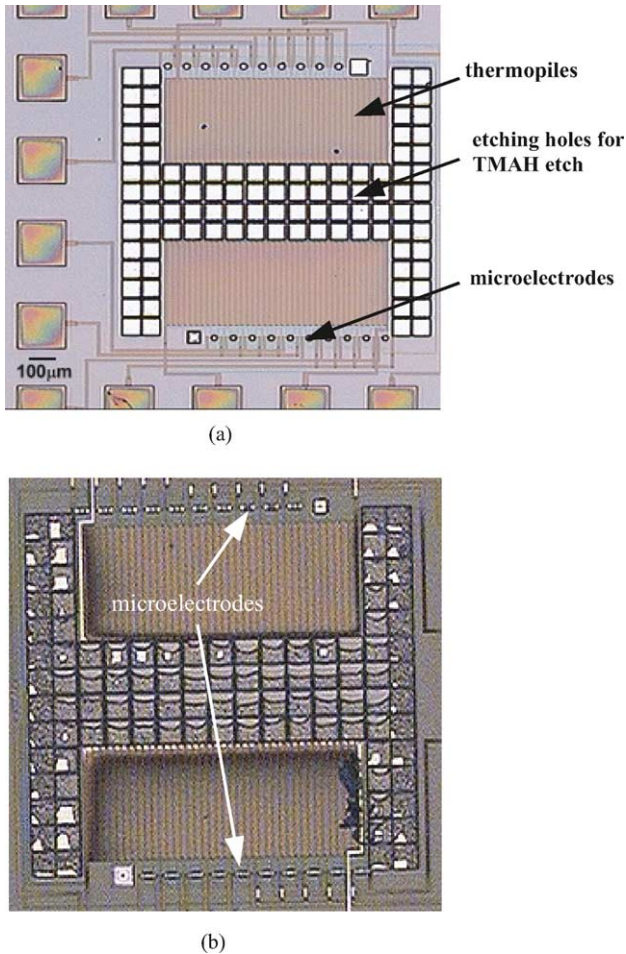 thermopiles
etching holes for
TMAH etch
microelectrodes
100μm
(a)
microelectrodes
(b)